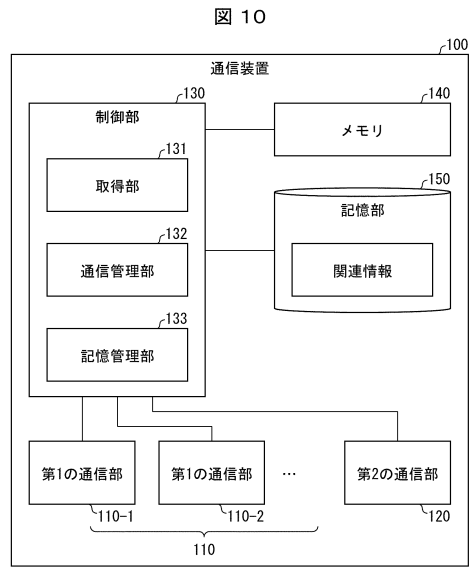 図 10
100
通信装置
130
制御部
140
メモリ
131
取得部
150
記憶部
132
通信管理部
関連情報
133
記憶管理部
第1の通信部
第1の通信部
…
第2の通信部
110-1
110-2
120
110